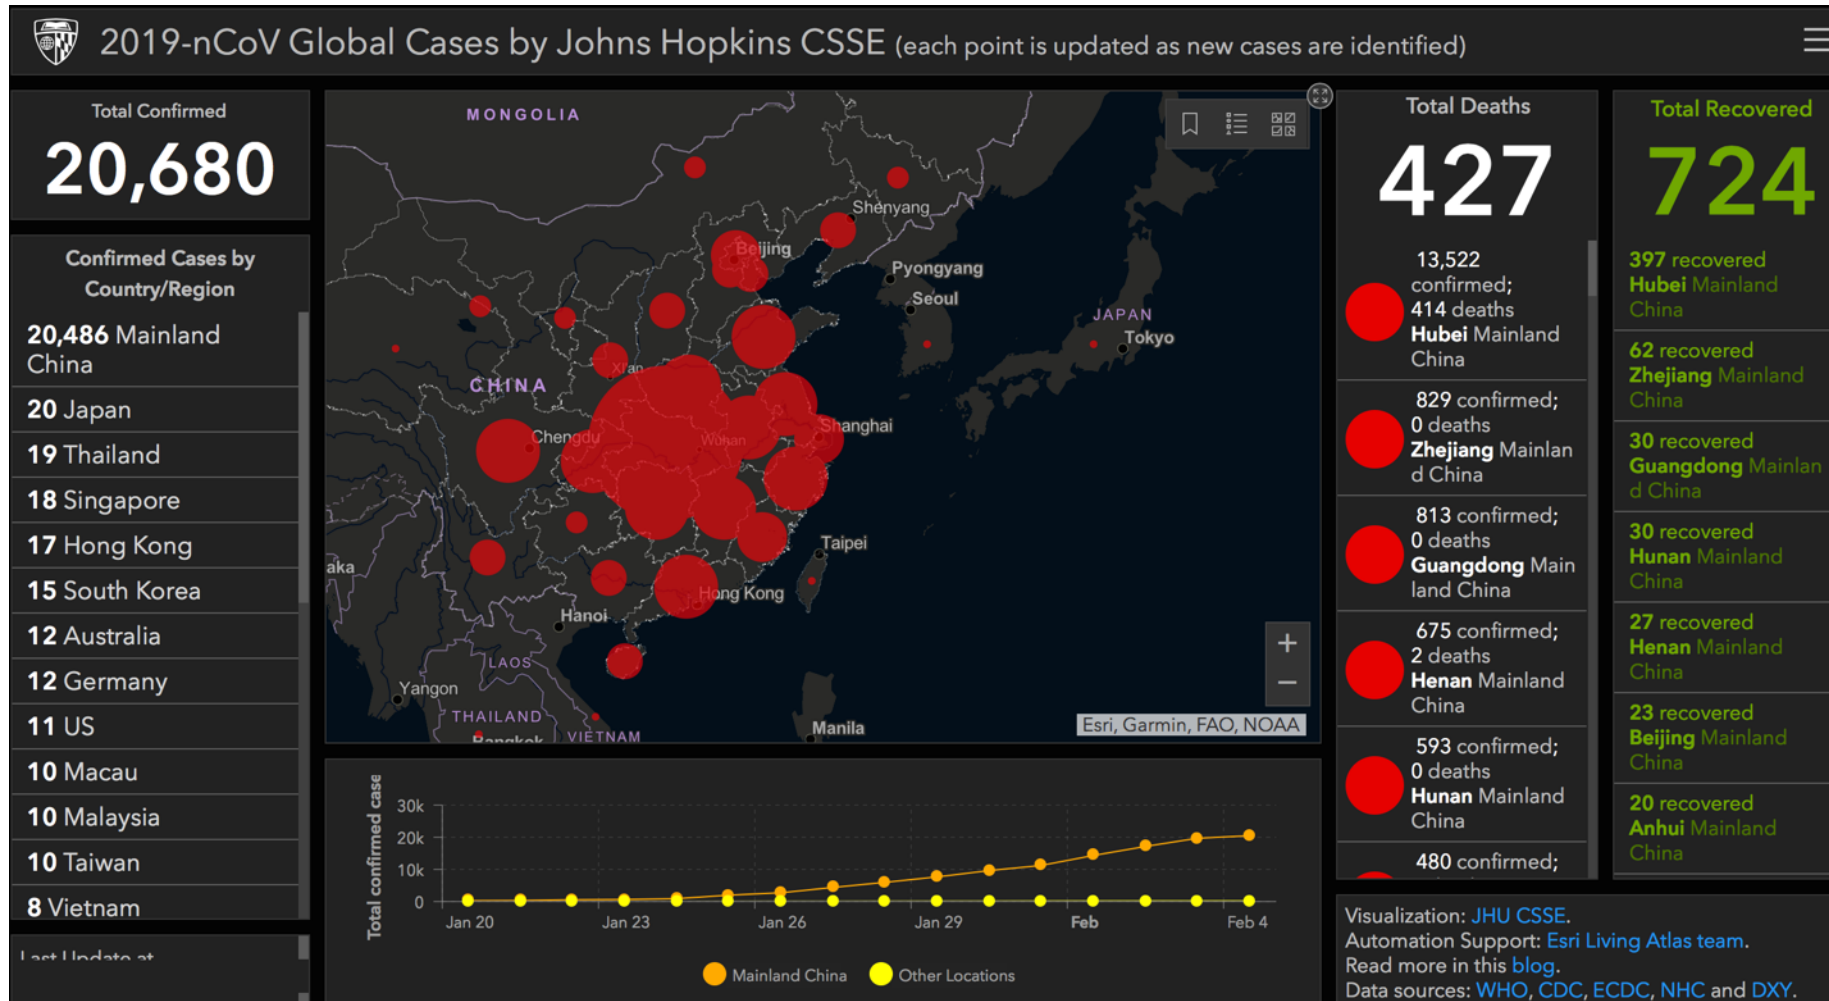 2019-nCoV Global Cases by Johns Hopkins CSSE (each point is updated as new cases are identified)
Total Confirmed
20,680
Confirmed Cases by
Country/Region
20,486 Mainland
China
20 Japan
19 Thailand
18 Singapore
17 Hong Kong
15 South Korea
12 Australia
12 Germany
11 US
10 Macau
10 Malaysia
10 Taiwan
8 Vietnam
Last Update at
MONGOLIA
Shenyang
Beijing
Pyongyang
Seoul
JAPAN
Tokyo
Xi'an
CHINA
Chengdu
Wuhan
Shanghai
Taipei
aka
Hong Kong
Hanoi
LAOS
Yangon
THAILAND
Bangkok
VIETNAM
Manila
+
−
Esri, Garmin, FAO, NOAA
Total confirmed case
30k
20k
10k
0
Jan 20
Jan 23
Jan 26
Jan 29
Feb
Feb 4
Mainland China
Other Locations
Total Deaths
427
13,522
confirmed;
414 deaths
Hubei Mainland
China
829 confirmed;
0 deaths
Zhejiang Mainlan
d China
813 confirmed;
0 deaths
Guangdong Main
land China
675 confirmed;
2 deaths
Henan Mainland
China
593 confirmed;
0 deaths
Hunan Mainland
China
480 confirmed;
Total Recovered
724
397 recovered
Hubei Mainland
China
62 recovered
Zhejiang Mainland
China
30 recovered
Guangdong Mainlan
d China
30 recovered
Hunan Mainland
China
27 recovered
Henan Mainland
China
23 recovered
Beijing Mainland
China
20 recovered
Anhui Mainland
China
Visualization: JHU CSSE.
Automation Support: Esri Living Atlas team.
Read more in this blog.
Data sources: WHO, CDC, ECDC, NHC and DXY.